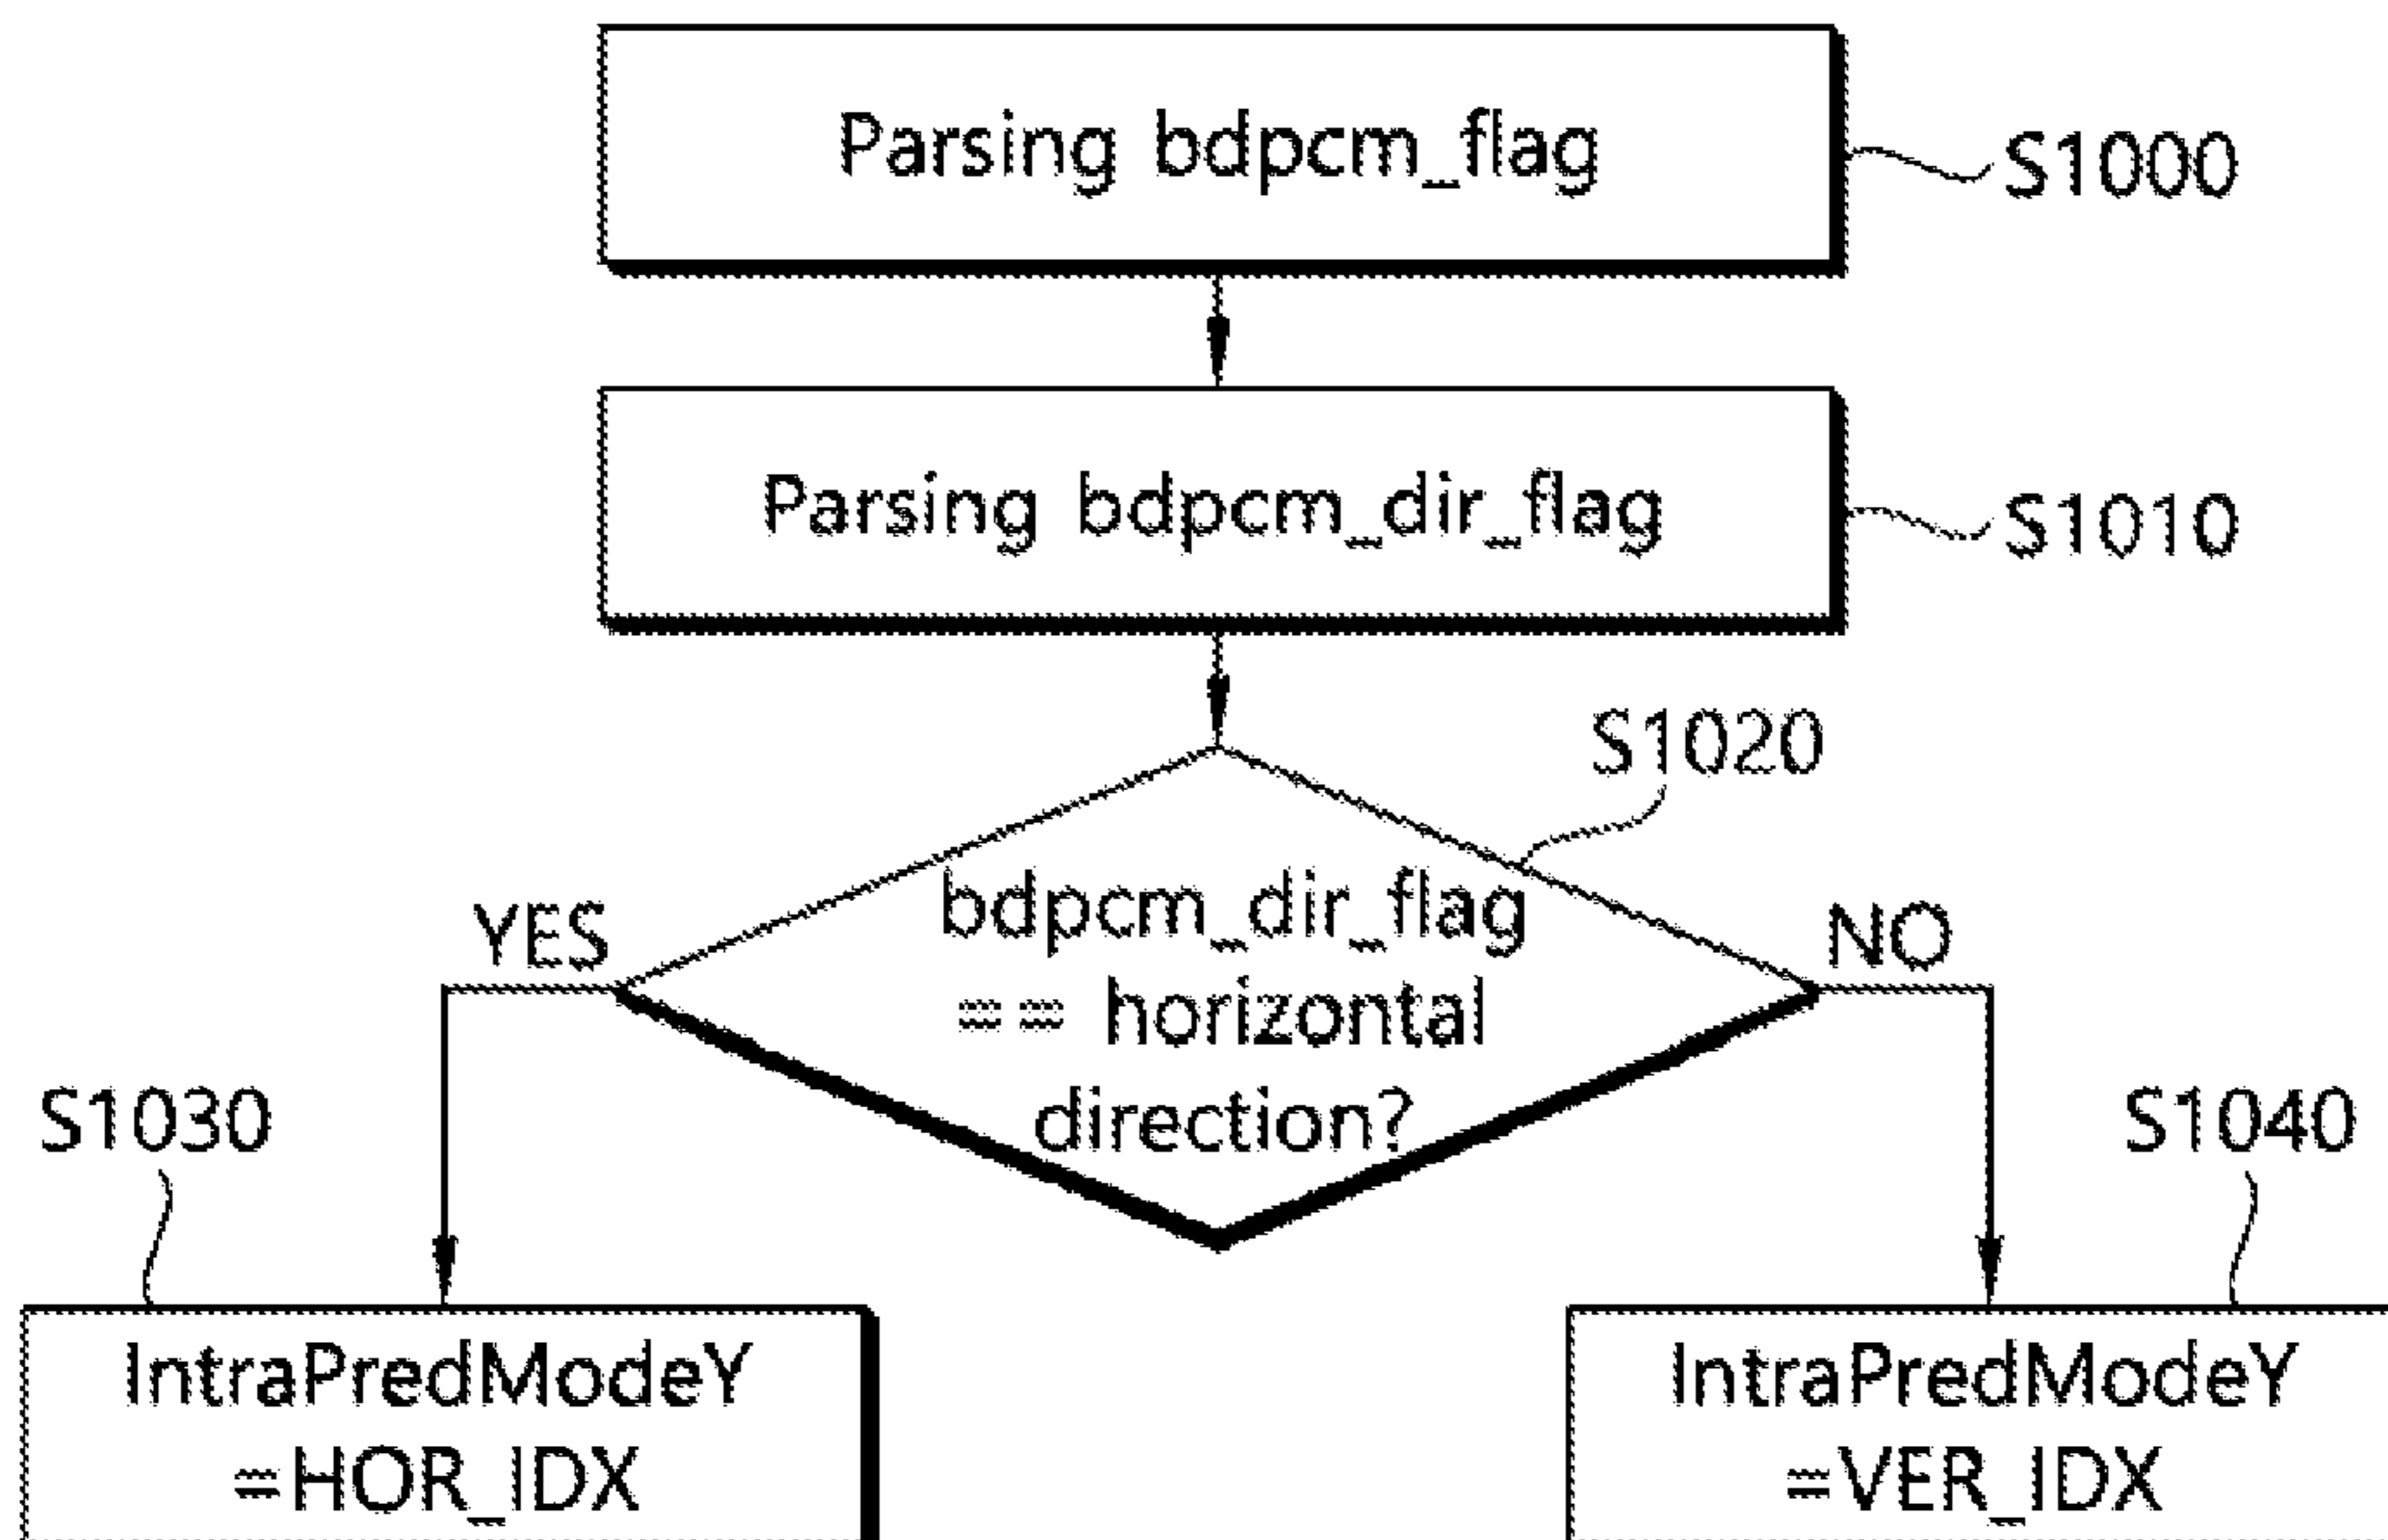 Parsing bdpcm_flag
S1000
Parsing bdpcm_dir_flag
S1010
S1020
bdpcm_dir_flag
== horizontal
direction?
YES
NO
S1030
S1040
IntraPredModeY
=HOR_IDX
IntraPredModeY
=VER_IDX